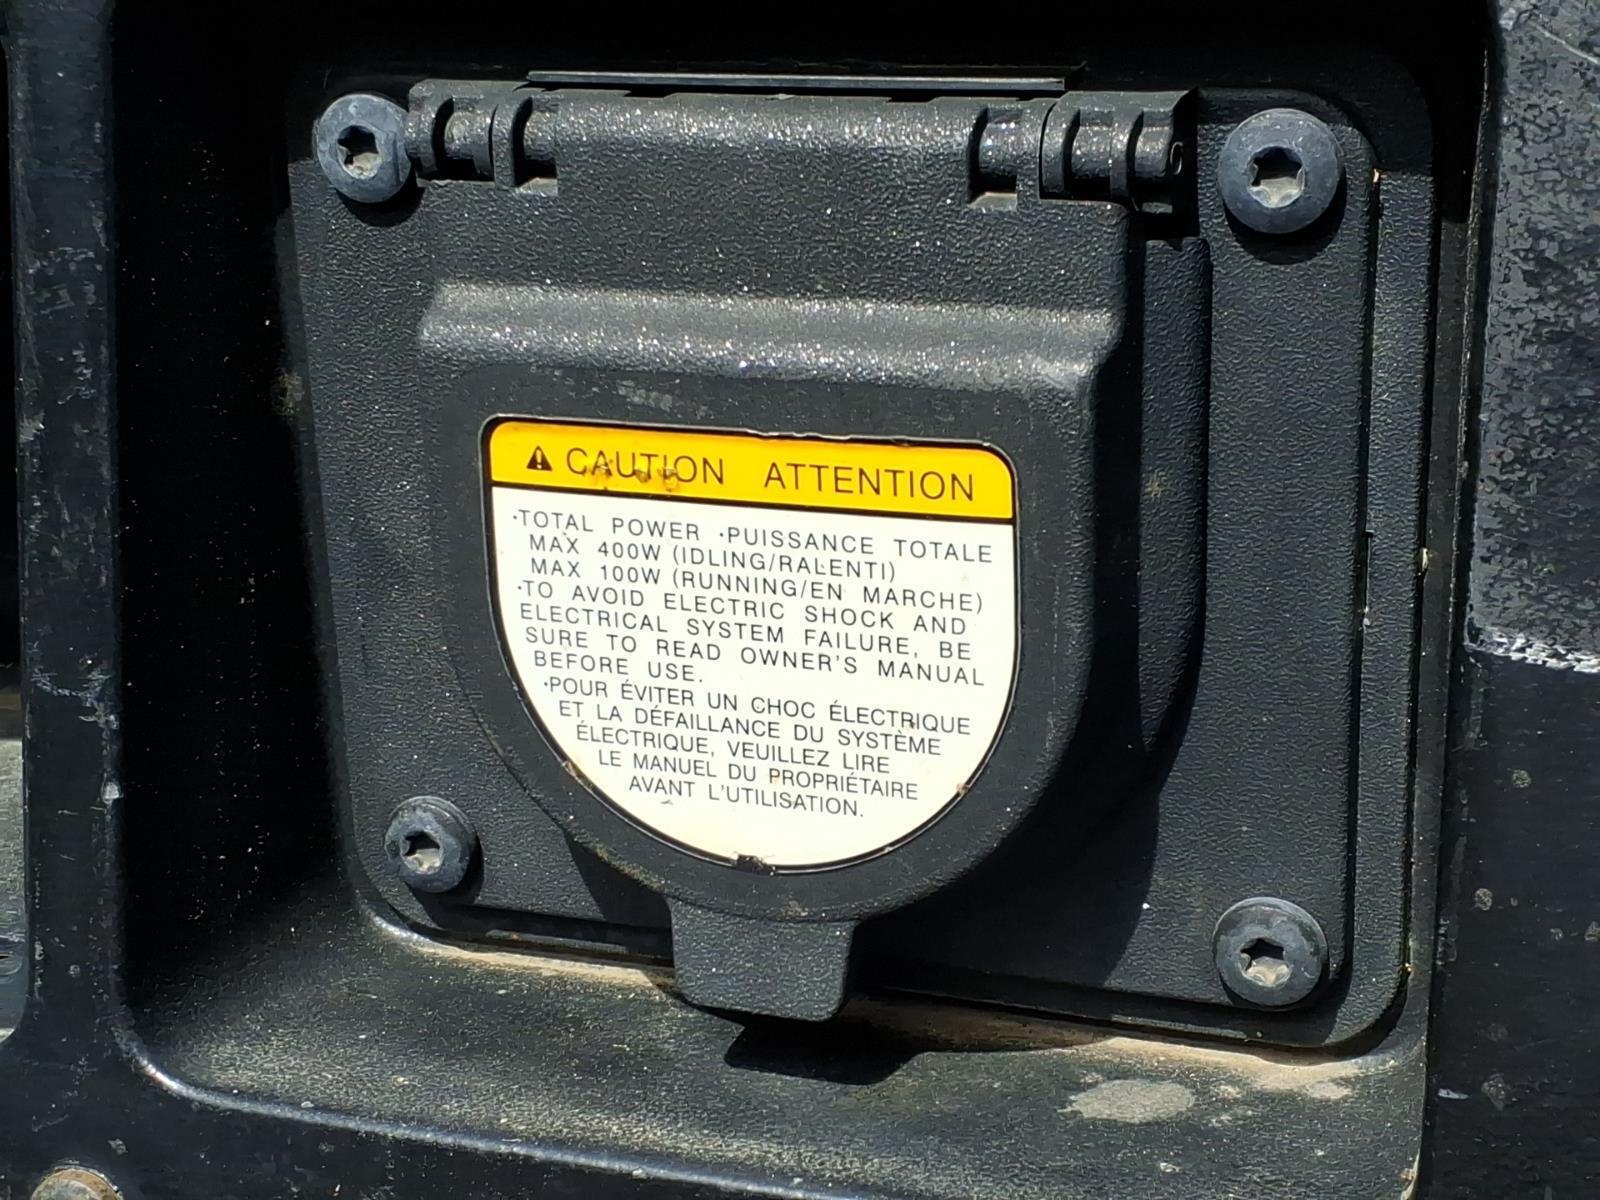 ⚠ CAUTION ATTENTION
·TOTAL POWER ·PUISSANCE TOTALE
MAX 400W (IDLING/RALENTI)
MAX 100W (RUNNING/EN MARCHE)
·TO AVOID ELECTRIC SHOCK AND
ELECTRICAL SYSTEM FAILURE, BE
SURE TO READ OWNER'S MANUAL
BEFORE USE.
·POUR ÉVITER UN CHOC ÉLECTRIQUE
ET LA DÉFAILLANCE DU SYSTÈME
ÉLECTRIQUE, VEUILLEZ LIRE
LE MANUEL DU PROPRIÉTAIRE
AVANT L'UTILISATION.